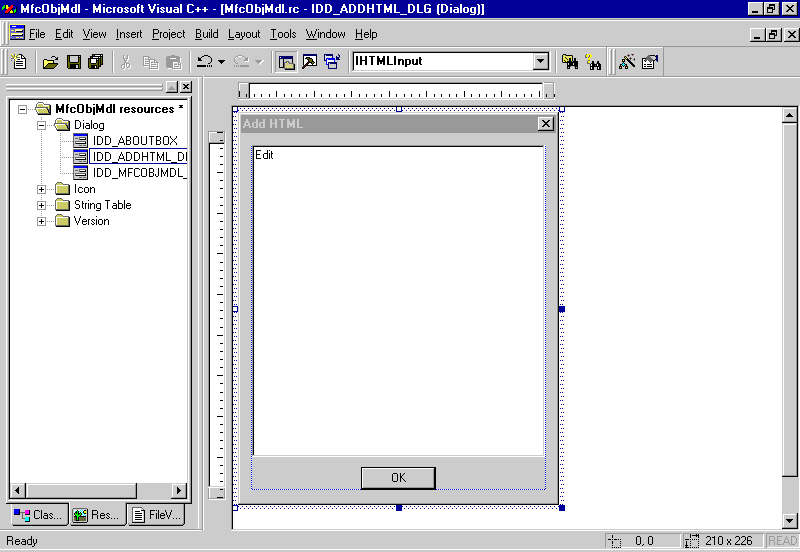 MfcObjMdl - Microsoft Visual C++ - [MfcObjMdl.rc - IDD_ADDHTML_DLG (Dialog)]
File Edit View Insert Project Build Layout Tools Window Help
IHTMLInput
MfcObjMdl resources *
Dialog
IDD_ABOUTBOX
IDD_ADDHTML_DI
IDD_MFCOBJMDL_
Icon
String Table
Version
Clas...
Res...
FileV...
Add HTML
Edit
OK
Ready
0, 0
210 x 226
READ